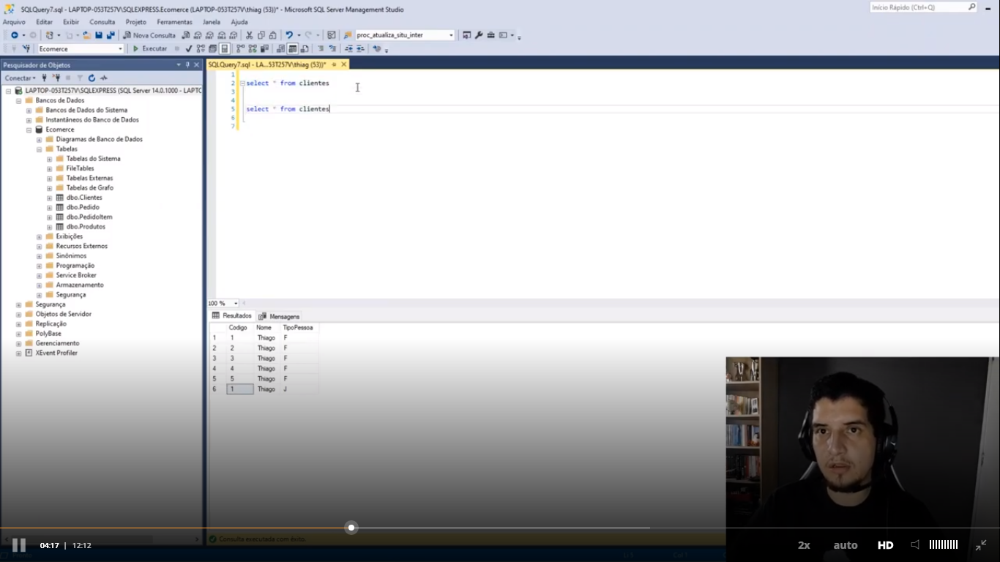 SQLQuery7.sql - LAPTOP-053T257V\SQLEXPRESS.Ecomerce (LAPTOP-053T257V\thiag (53))* - Microsoft SQL Server Management Studio
Início Rápido (Ctrl+Q)
Arquivo Editar Exibir Consulta Projeto Ferramentas Janela Ajuda
Nova Consulta
proc_atualiza_situ_inter
Ecomerce
Executar
Pesquisador de Objetos
Conectar
LAPTOP-053T257V\SQLEXPRESS (SQL Server 14.0.1000 - LAPTC
Bancos de Dados
Bancos de Dados do Sistema
Instantâneos do Banco de Dados
Ecomerce
Diagramas de Banco de Dados
Tabelas
Tabelas do Sistema
FileTables
Tabelas Externas
Tabelas de Grafo
dbo.Clientes
dbo.Pedido
dbo.PedidoItem
dbo.Produtos
Exibições
Recursos Externos
Sinônimos
Programação
Service Broker
Armazenamento
Segurança
Segurança
Objetos de Servidor
Replicação
PolyBase
Gerenciamento
XEvent Profiler
SQLQuery7.sql - LA...53T257V\thiag (53))*
1
2 select * from clientes
3
4
5 select * from clientes
6
7
100 %
Resultados Mensagens
Codigo Nome TipoPessoa
1 1 Thiago F
2 2 Thiago F
3 3 Thiago F
4 4 Thiago F
5 5 Thiago F
6 1 Thiago J
Consulta executada com êxito.
04:17 | 12:12
2x auto HD